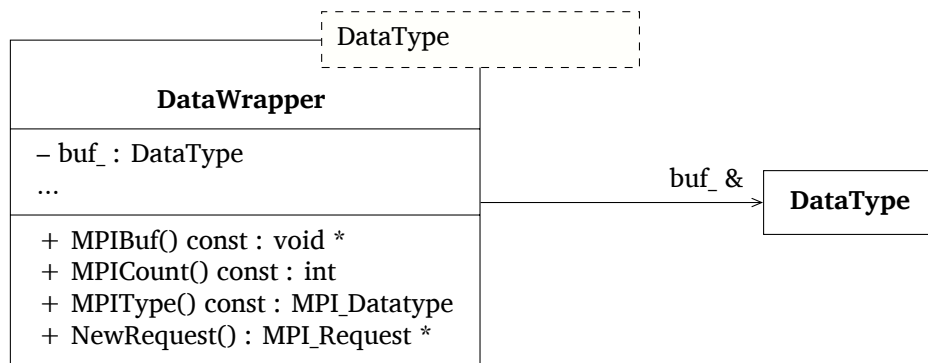 DataType
DataWrapper
– buf_ : DataType
...
buf_ &
DataType
+ MPIBuf() const : void *
+ MPICount() const : int
+ MPIType() const : MPI_Datatype
+ NewRequest() : MPI_Request *